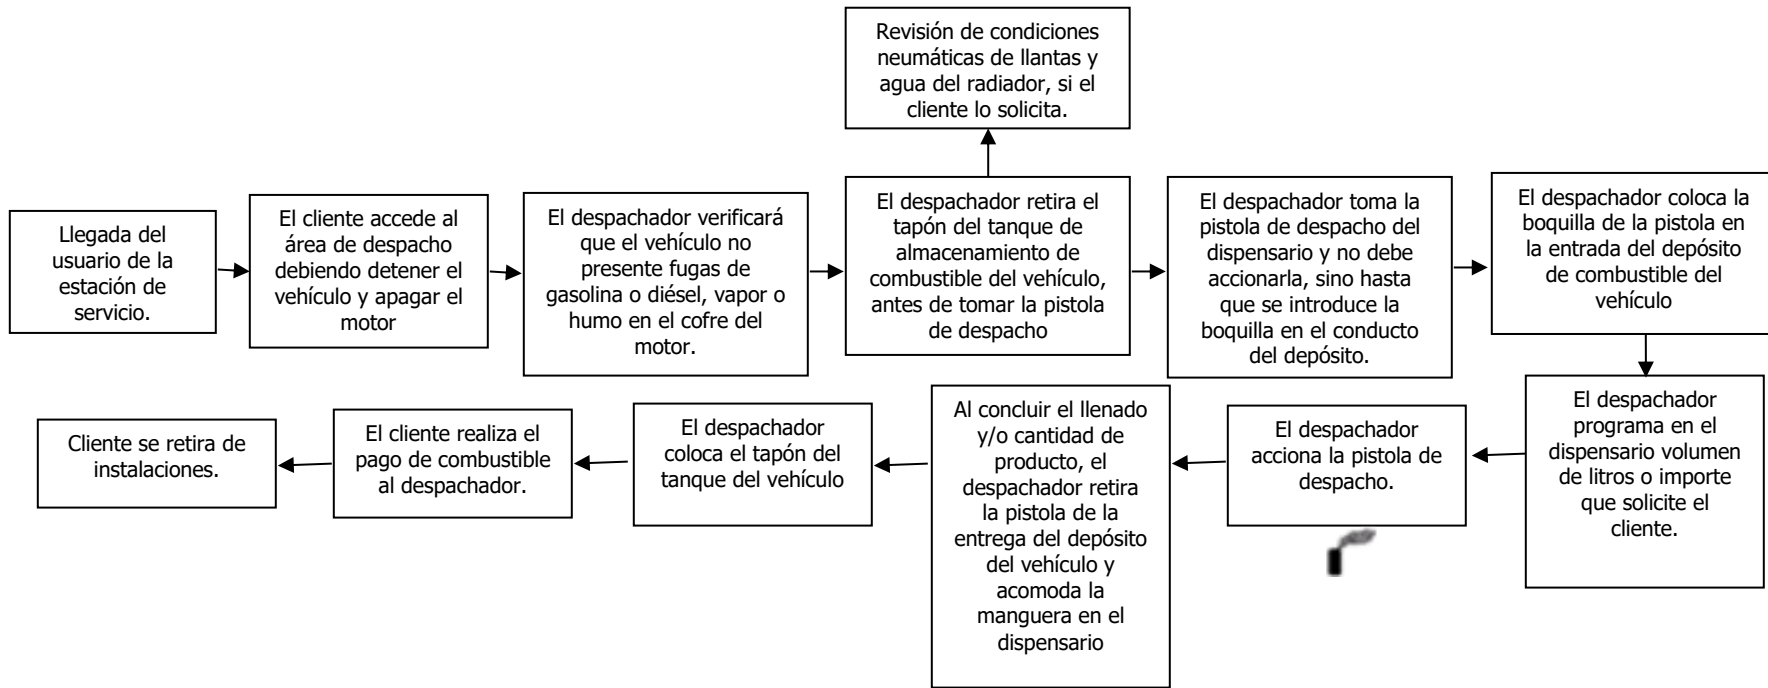 Revisión de condiciones
neumáticas de llantas y
agua del radiador, si el
cliente lo solicita.
Llegada del
usuario de la
estación de
servicio.
El cliente accede al
área de despacho
debiendo detener el
vehículo y apagar el
motor
El despachador verificará
que el vehículo no
presente fugas de
gasolina o diésel, vapor o
humo en el cofre del
motor.
El despachador retira el
tapón del tanque de
almacenamiento de
combustible del vehículo,
antes de tomar la pistola
de despacho
El despachador toma la
pistola de despacho del
dispensario y no debe
accionarla, sino hasta
que se introduce la
boquilla en el conducto
del depósito.
El despachador coloca la
boquilla de la pistola en
la entrada del depósito
de combustible del
vehículo
El despachador
programa en el
dispensario volumen
de litros o importe
que solicite el
cliente.
El despachador
acciona la pistola de
despacho.
Al concluir el llenado
y/o cantidad de
producto, el
despachador retira
la pistola de la
entrega del depósito
del vehículo y
acomoda la
manguera en el
dispensario
El despachador
coloca el tapón del
tanque del vehículo
El cliente realiza el
pago de combustible
al despachador.
Cliente se retira de
instalaciones.